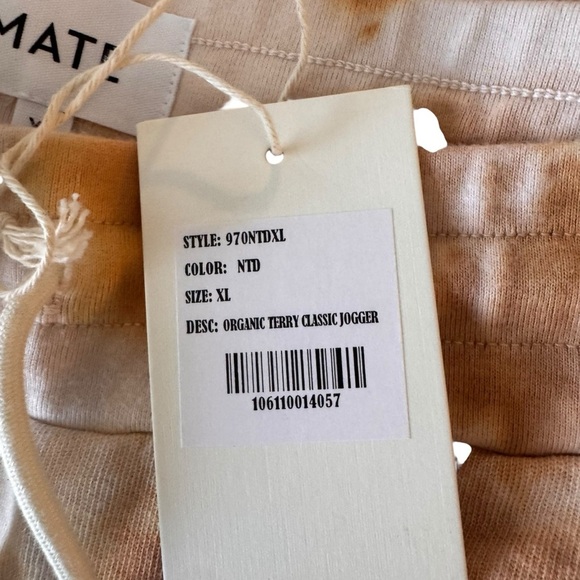 MATE
STYLE: 970NTDXL
COLOR: NTD
SIZE: XL
DESC: ORGANIC TERRY CLASSIC JOGGER
106110014057